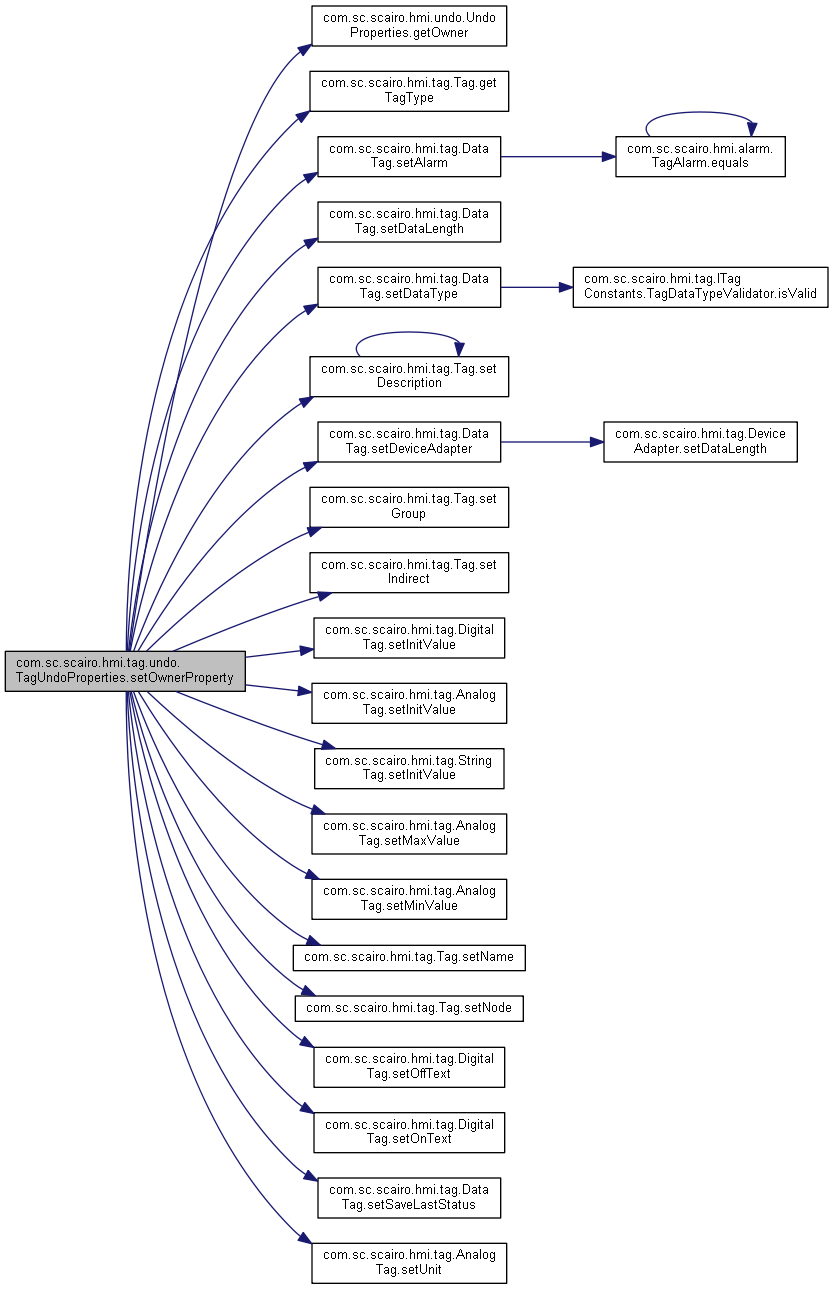 com.sc.scairo.hmi.undo.Undo
Properties.getOwner
com.sc.scairo.hmi.tag.Tag.get
TagType
com.sc.scairo.hmi.tag.Data
Tag.setAlarm
com.sc.scairo.hmi.alarm.
TagAlarm.equals
com.sc.scairo.hmi.tag.Data
Tag.setDataLength
com.sc.scairo.hmi.tag.Data
Tag.setDataType
com.sc.scairo.hmi.tag.ITag
Constants.TagDataTypeValidator.isValid
com.sc.scairo.hmi.tag.Tag.set
Description
com.sc.scairo.hmi.tag.Data
Tag.setDeviceAdapter
com.sc.scairo.hmi.tag.Device
Adapter.setDataLength
com.sc.scairo.hmi.tag.Tag.set
Group
com.sc.scairo.hmi.tag.Tag.set
Indirect
com.sc.scairo.hmi.tag.Digital
Tag.setInitValue
com.sc.scairo.hmi.tag.undo.
TagUndoProperties.setOwnerProperty
com.sc.scairo.hmi.tag.Analog
Tag.setInitValue
com.sc.scairo.hmi.tag.String
Tag.setInitValue
com.sc.scairo.hmi.tag.Analog
Tag.setMaxValue
com.sc.scairo.hmi.tag.Analog
Tag.setMinValue
com.sc.scairo.hmi.tag.Tag.setName
com.sc.scairo.hmi.tag.Tag.setNode
com.sc.scairo.hmi.tag.Digital
Tag.setOffText
com.sc.scairo.hmi.tag.Digital
Tag.setOnText
com.sc.scairo.hmi.tag.Data
Tag.setSaveLastStatus
com.sc.scairo.hmi.tag.Analog
Tag.setUnit